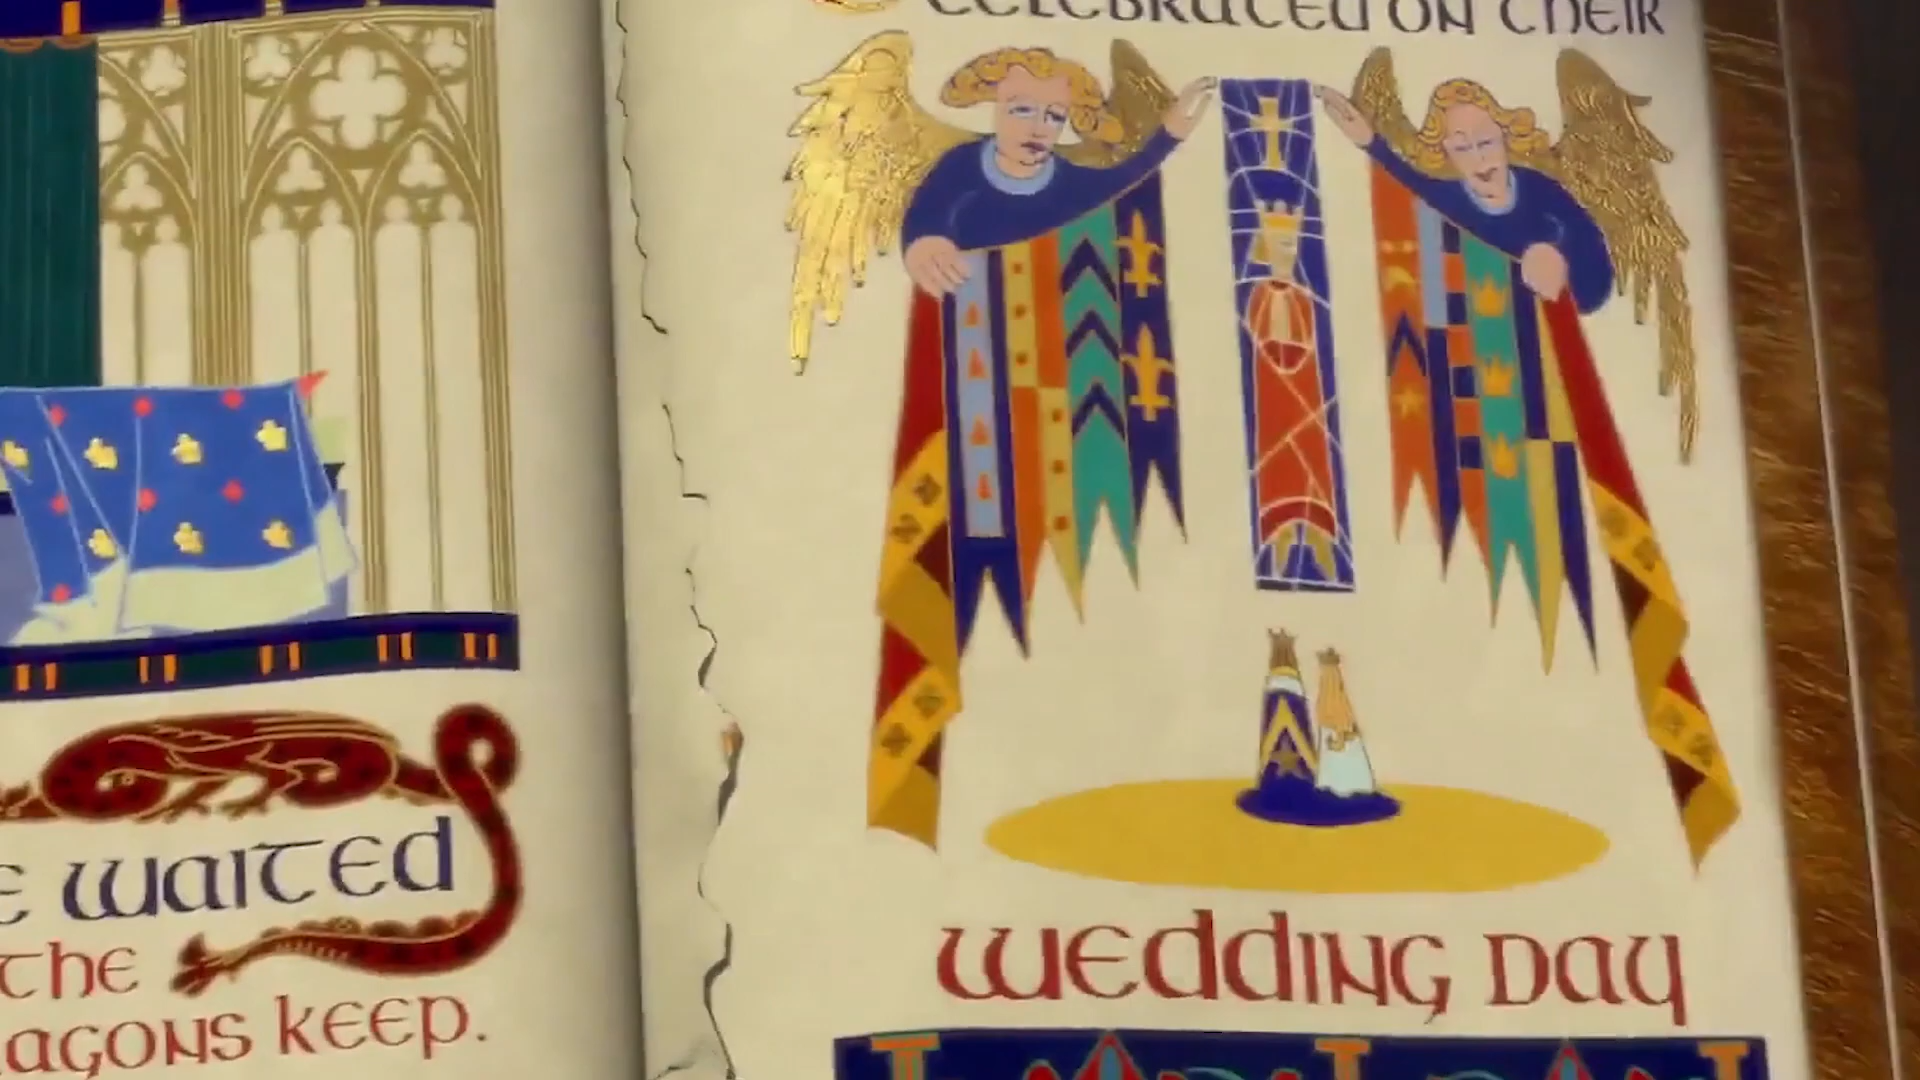 E WAITED
THE
AGONS KEEP.
CELEBRATED ON THEIR
WEDDING DAY